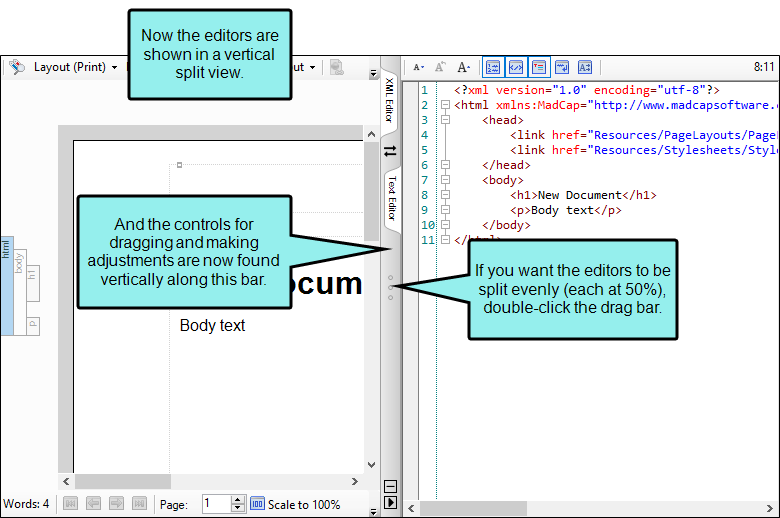 Now the editors are
shown in a vertical
split view.
Layout (Print)
XML Editor
Text Editor
And the controls for
dragging and making
adjustments are now found
vertically along this bar.
html
body
h1
p
ocum
Body text
Words: 4
Page:
1
Scale to 100%
8:11
1 <?xml version="1.0" encoding="utf-8"?>
2 <html xmlns:MadCap="http://www.madcapsoftware.
3 <head>
4 <link href="Resources/PageLayouts/Page
5 <link href="Resources/Stylesheets/Styl
6 </head>
7 <body>
8 <h1>New Document</h1>
9 <p>Body text</p>
10 </body>
11
If you want the editors to be
split evenly (each at 50%),
double-click the drag bar.